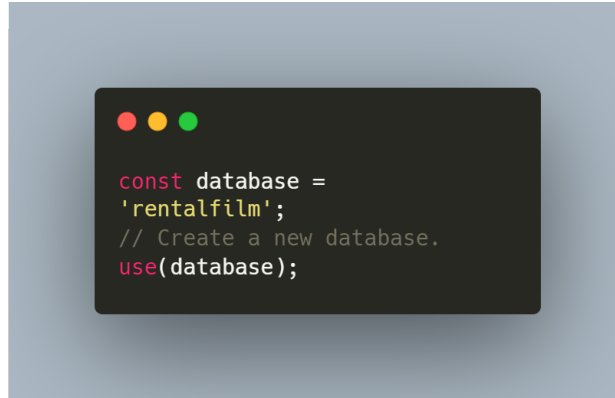 const database =
'rentalfilm';
// Create a new database.
use(database);